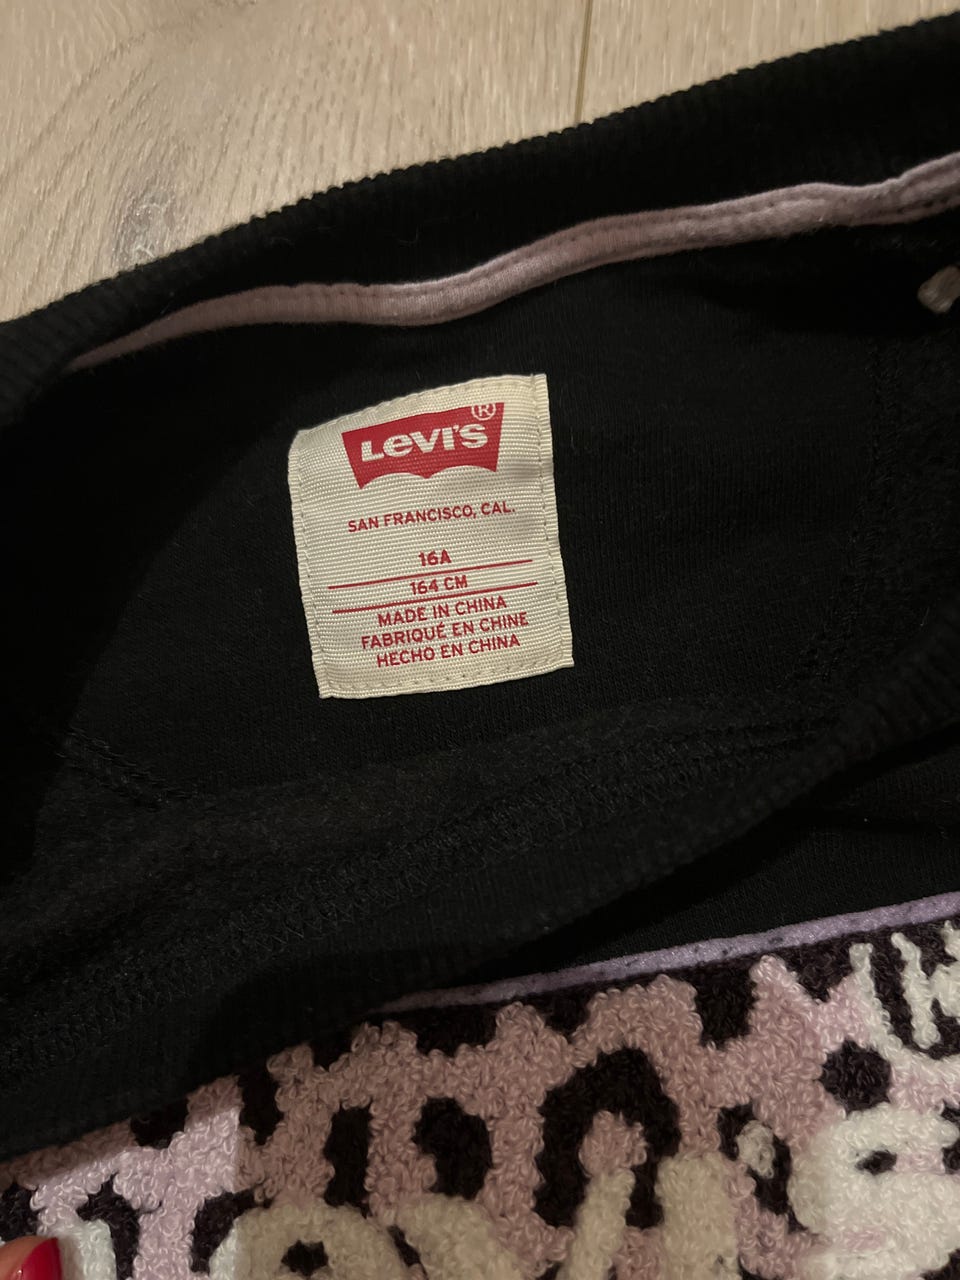 Levi's®
SAN FRANCISCO, CAL.
16A
164 CM
MADE IN CHINA
FABRIQUÉ EN CHINE
HECHO EN CHINA